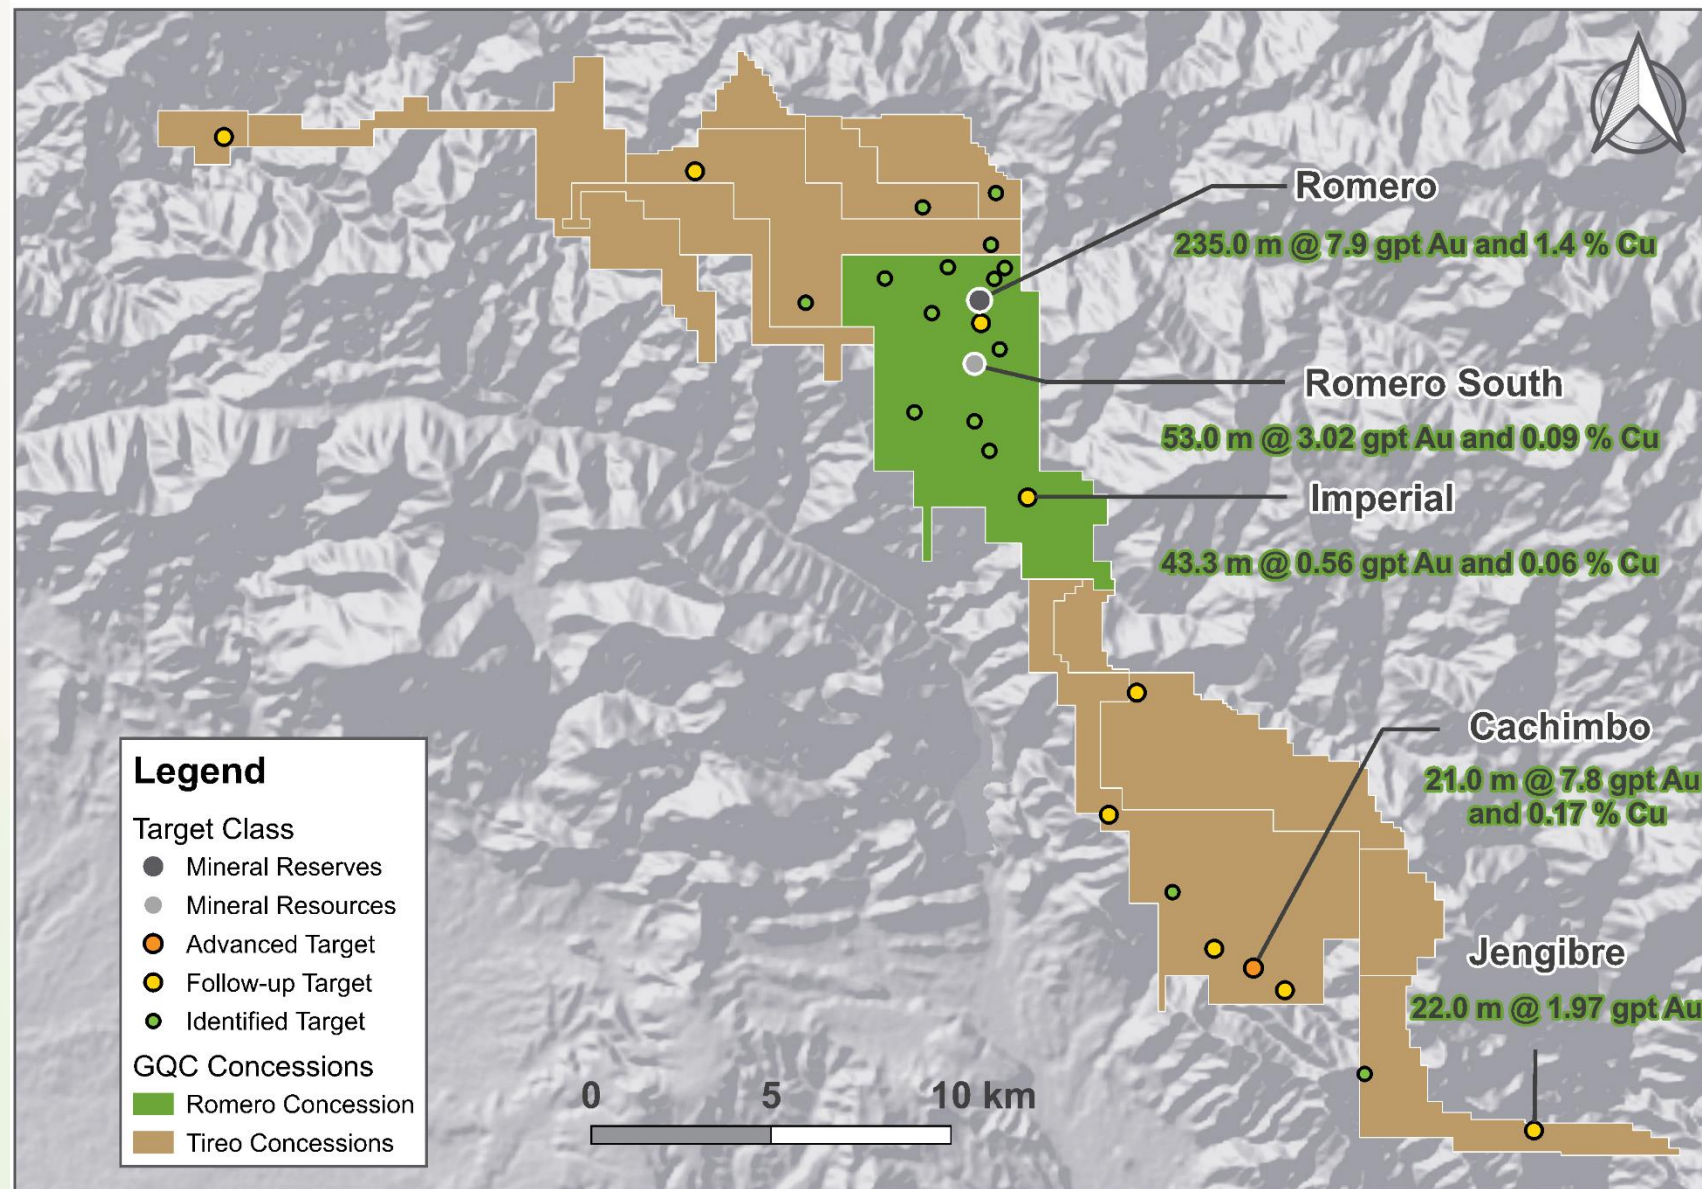 Romero
235.0 m @ 7.9 gpt Au and 1.4 % Cu
Romero South
53.0 m @ 3.02 gpt Au and 0.09 % Cu
Imperial
43.3 m @ 0.56 gpt Au and 0.06 % Cu
Cachimbo
21.0 m @ 7.8 gpt Au
and 0.17 % Cu
Jengibre
22.0 m @ 1.97 gpt Au
Legend
Target Class
Mineral Reserves
Mineral Resources
Advanced Target
Follow-up Target
Identified Target
GQC Concessions
Romero Concession
Tireo Concessions
0 5 10 km